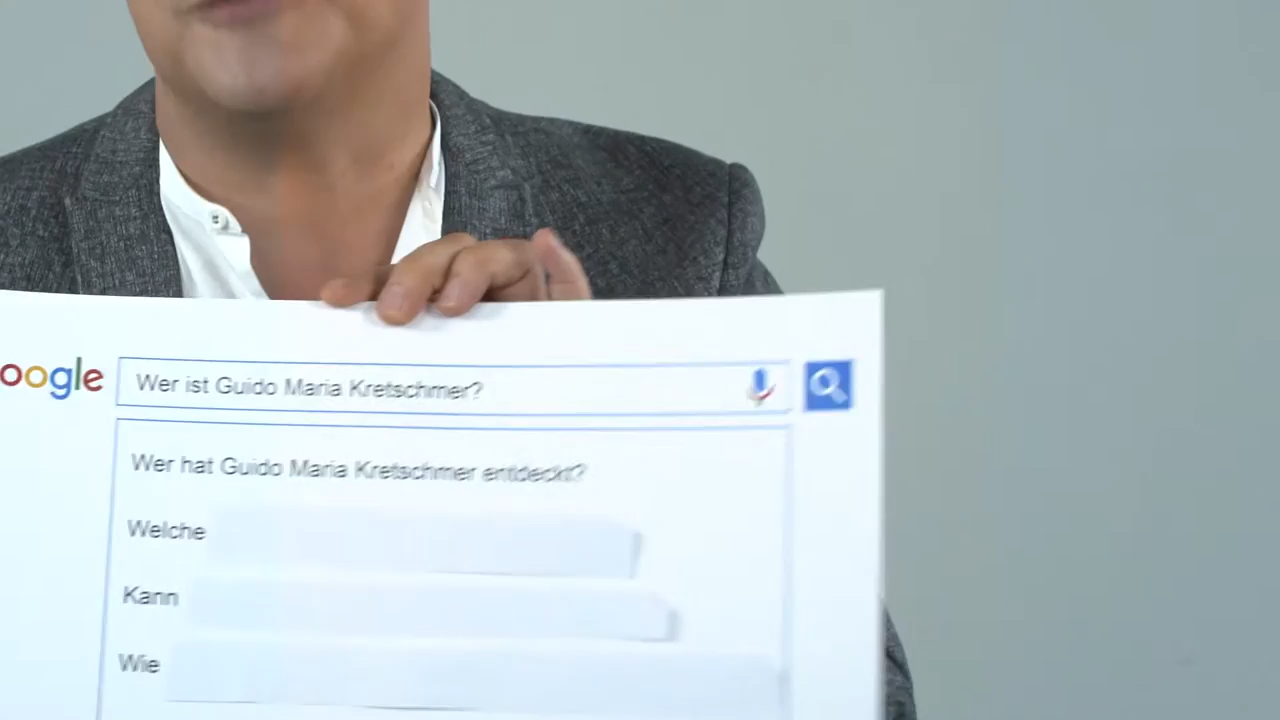 oogle
Wer ist Guido Maria Kretschmer?
Wer hat Guido Maria Kretschmer entdeckt?
Welche
Kann
Wie